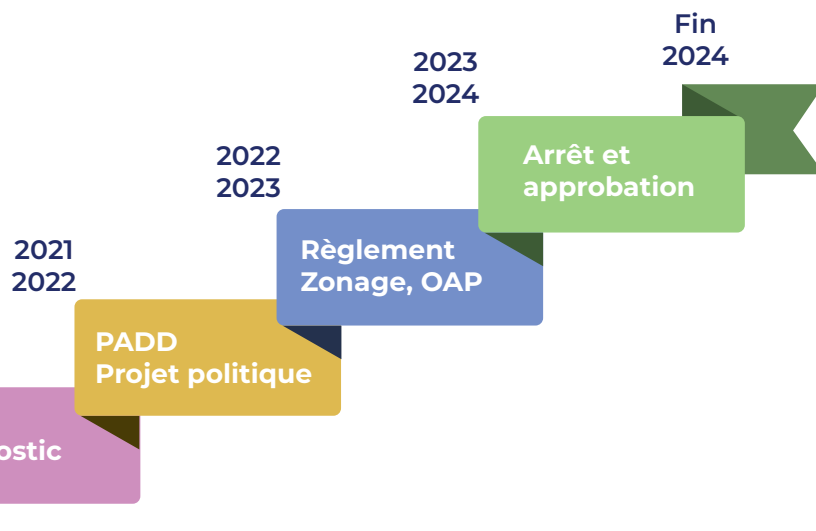 Fin
2024
2023
2024
Arrêt et
approbation
2022
2023
Règlement
Zonage, OAP
2021
2022
PADD
Projet politique
ostic